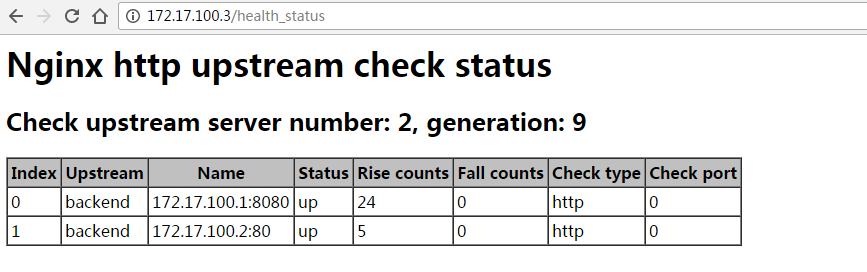 172.17.100.3/health_status
Nginx http upstream check status
Check upstream server number: 2, generation: 9
Index Upstream Name Status Rise counts Fall counts Check type Check port
0 backend 172.17.100.1:8080 up 24 0 http 0
1 backend 172.17.100.2:80 up 5 0 http 0